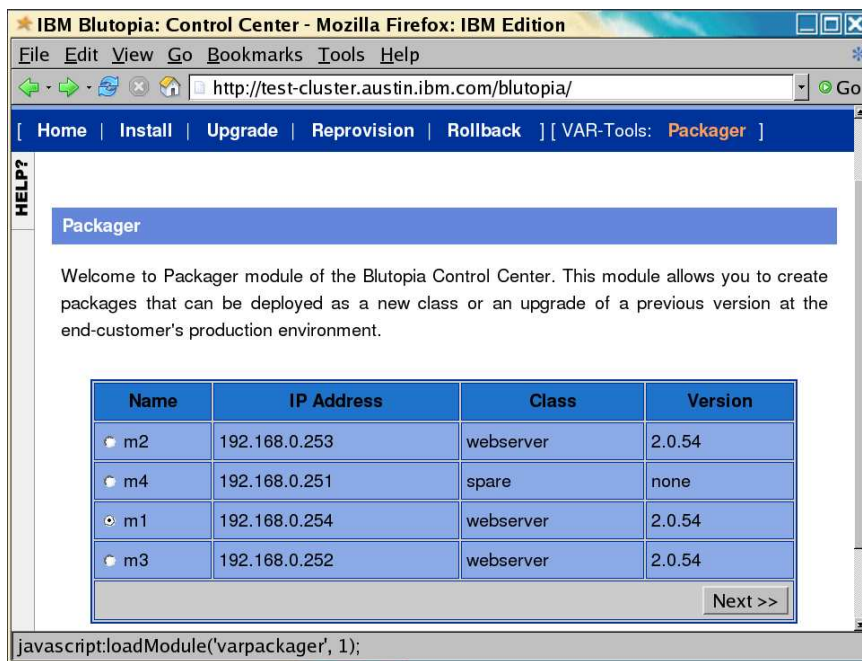 IBM Blutopia: Control Center - Mozilla Firefox: IBM Edition
File Edit View Go Bookmarks Tools Help
http://test-cluster.austin.ibm.com/blutopia/ Go
[ Home | Install | Upgrade | Reprovision | Rollback ] [ VAR-Tools: Packager ]
HELP?
Packager
Welcome to Packager module of the Blutopia Control Center. This module allows you to create
packages that can be deployed as a new class or an upgrade of a previous version at the
end-customer's production environment.
Name IP Address Class Version
m2 192.168.0.253 webserver 2.0.54
m4 192.168.0.251 spare none
m1 192.168.0.254 webserver 2.0.54
m3 192.168.0.252 webserver 2.0.54
Next >>
javascript:loadModule('varpackager', 1);